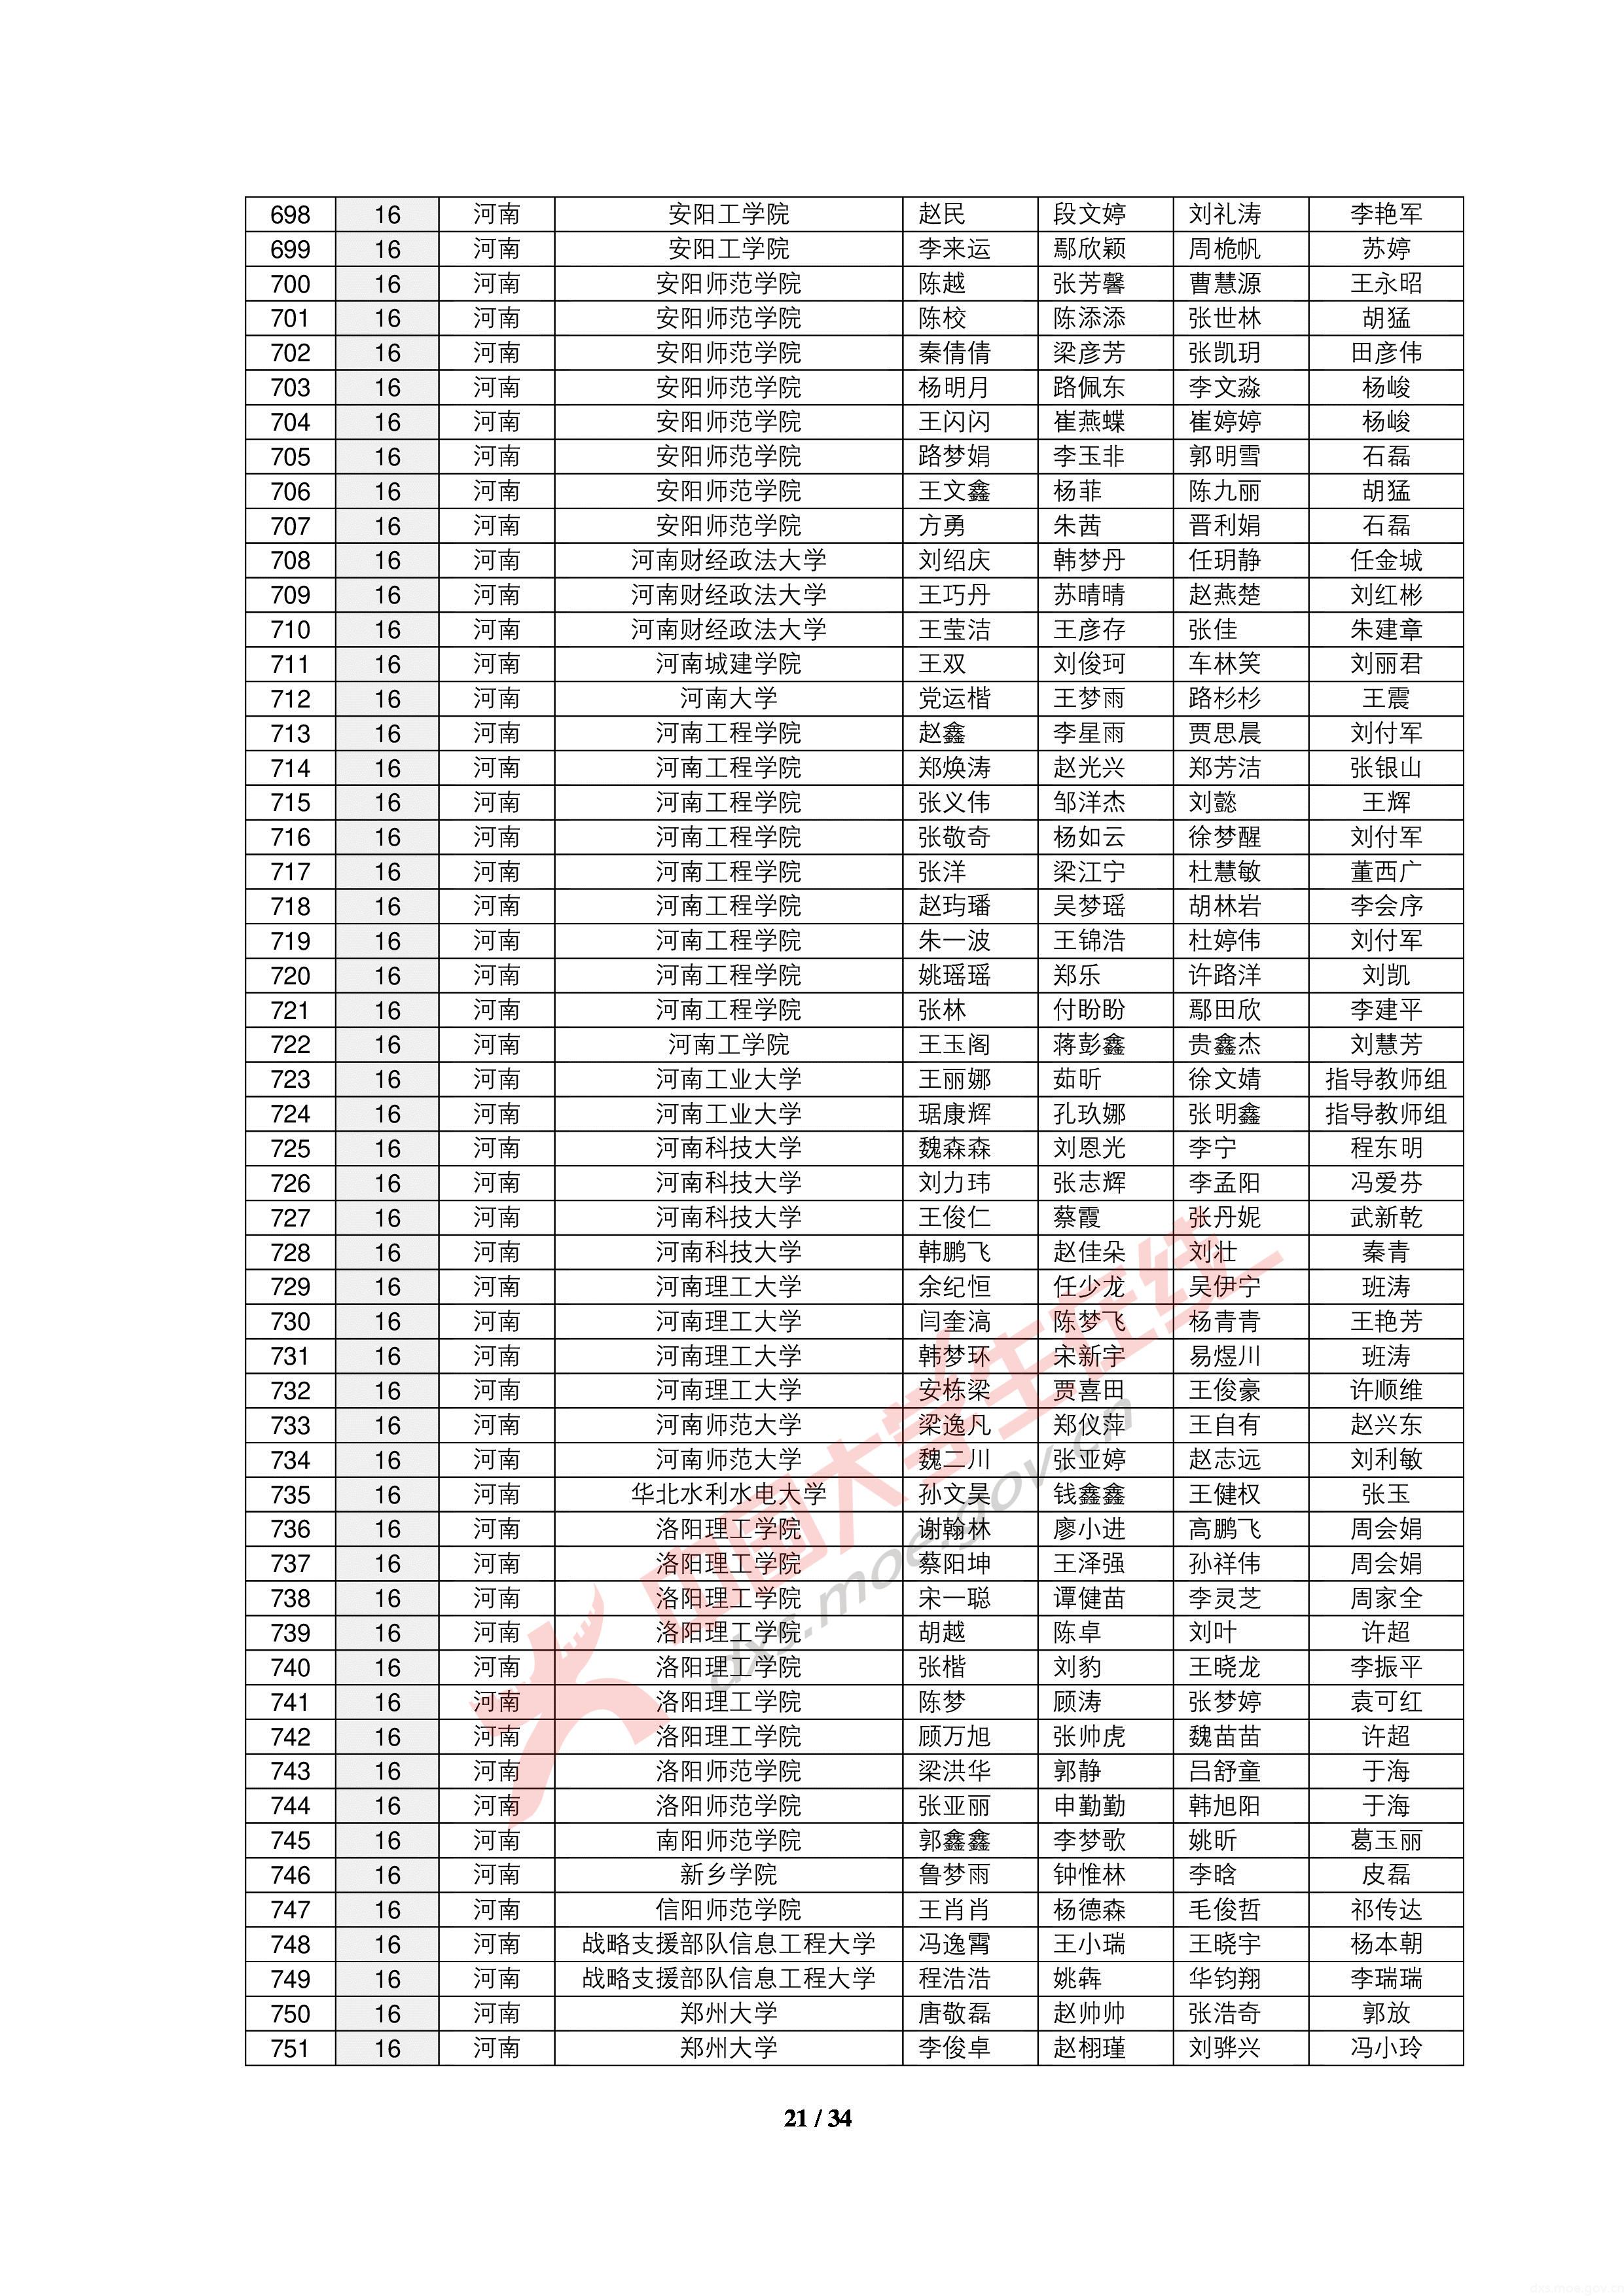 698 16 河南 安阳工学院 赵民 段文婷 刘礼涛 李艳军
699 16 河南 安阳工学院 李来运 鄢欣颖 周桅帆 苏婷
700 16 河南 安阳师范学院 陈越 张芳馨 曹慧源 王永昭
701 16 河南 安阳师范学院 陈校 陈添添 张世林 胡猛
702 16 河南 安阳师范学院 秦倩倩 梁彦芳 张凯玥 田彦伟
703 16 河南 安阳师范学院 杨明月 路佩东 李文淼 杨峻
704 16 河南 安阳师范学院 王闪闪 崔燕蝶 崔婷婷 杨峻
705 16 河南 安阳师范学院 路梦娟 李玉非 郭明雪 石磊
706 16 河南 安阳师范学院 王文鑫 杨菲 陈九丽 胡猛
707 16 河南 安阳师范学院 方勇 朱茜 晋利娟 石磊
708 16 河南 河南财经政法大学 刘绍庆 韩梦丹 任玥静 任金城
709 16 河南 河南财经政法大学 王巧丹 苏晴晴 赵燕楚 刘红彬
710 16 河南 河南财经政法大学 王莹洁 王彦存 张佳 朱建章
711 16 河南 河南城建学院 王双 刘俊珂 车林笑 刘丽君
712 16 河南 河南大学 党运楷 王梦雨 路杉杉 王震
713 16 河南 河南工程学院 赵鑫 李星雨 贾思晨 刘付军
714 16 河南 河南工程学院 郑焕涛 赵光兴 郑芳洁 张银山
715 16 河南 河南工程学院 张义伟 邹洋杰 刘懿 王辉
716 16 河南 河南工程学院 张敬奇 杨如云 徐梦醒 刘付军
717 16 河南 河南工程学院 张洋 梁江宁 杜慧敏 董西广
718 16 河南 河南工程学院 赵玙璠 吴梦瑶 胡林岩 李会序
719 16 河南 河南工程学院 朱一波 王锦浩 杜婷伟 刘付军
720 16 河南 河南工程学院 姚瑶瑶 郑乐 许路洋 刘凯
721 16 河南 河南工程学院 张林 付盼盼 鄢田欣 李建平
722 16 河南 河南工学院 王玉阁 蒋彭鑫 贵鑫杰 刘慧芳
723 16 河南 河南工业大学 王丽娜 茹昕 徐文婧 指导教师组
724 16 河南 河南工业大学 琚康辉 孔玖娜 张明鑫 指导教师组
725 16 河南 河南科技大学 魏森森 刘恩光 李宁 程东明
726 16 河南 河南科技大学 刘力玮 张志辉 李孟阳 冯爱芬
727 16 河南 河南科技大学 王俊仁 蔡霞 张丹妮 武新乾
728 16 河南 河南科技大学 韩鹏飞 赵佳朵 刘壮 秦青
729 16 河南 河南理工大学 余纪恒 任少龙 吴伊宁 班涛
730 16 河南 河南理工大学 闫奎滈 陈梦飞 杨青青 王艳芳
731 16 河南 河南理工大学 韩梦环 宋新宇 易煜川 班涛
732 16 河南 河南理工大学 安栋梁 贾喜田 王俊豪 许顺维
733 16 河南 河南师范大学 梁逸凡 郑仪萍 王自有 赵兴东
734 16 河南 河南师范大学 魏二川 张亚婷 赵志远 刘利敏
735 16 河南 华北水利水电大学 孙文昊 钱鑫鑫 王健权 张玉
736 16 河南 洛阳理工学院 谢翰林 廖小进 高鹏飞 周会娟
737 16 河南 洛阳理工学院 蔡阳坤 王泽强 孙祥伟 周会娟
738 16 河南 洛阳理工学院 宋一聪 谭健苗 李灵芝 周家全
739 16 河南 洛阳理工学院 胡越 陈卓 刘叶 许超
740 16 河南 洛阳理工学院 张楷 刘豹 王晓龙 李振平
741 16 河南 洛阳理工学院 陈梦 顾涛 张梦婷 袁可红
742 16 河南 洛阳理工学院 顾万旭 张帅虎 魏苗苗 许超
743 16 河南 洛阳师范学院 梁洪华 郭静 吕舒童 于海
744 16 河南 洛阳师范学院 张亚丽 申勤勤 韩旭阳 于海
745 16 河南 南阳师范学院 郭鑫鑫 李梦歌 姚昕 葛玉丽
746 16 河南 新乡学院 鲁梦雨 钟惟林 李晗 皮磊
747 16 河南 信阳师范学院 王肖肖 杨德森 毛俊哲 祁传达
748 16 河南 战略支援部队信息工程大学 冯逸霄 王小瑞 王晓宇 杨本朝
749 16 河南 战略支援部队信息工程大学 程浩浩 姚犇 华钧翔 李瑞瑞
750 16 河南 郑州大学 唐敬磊 赵帅帅 张浩奇 郭放
751 16 河南 郑州大学 李俊卓 赵栩瑾 刘骅兴 冯小玲
中国大学生在线
dxs.moe.gov.cn
21 / 34
dxs.moe.gov.cn